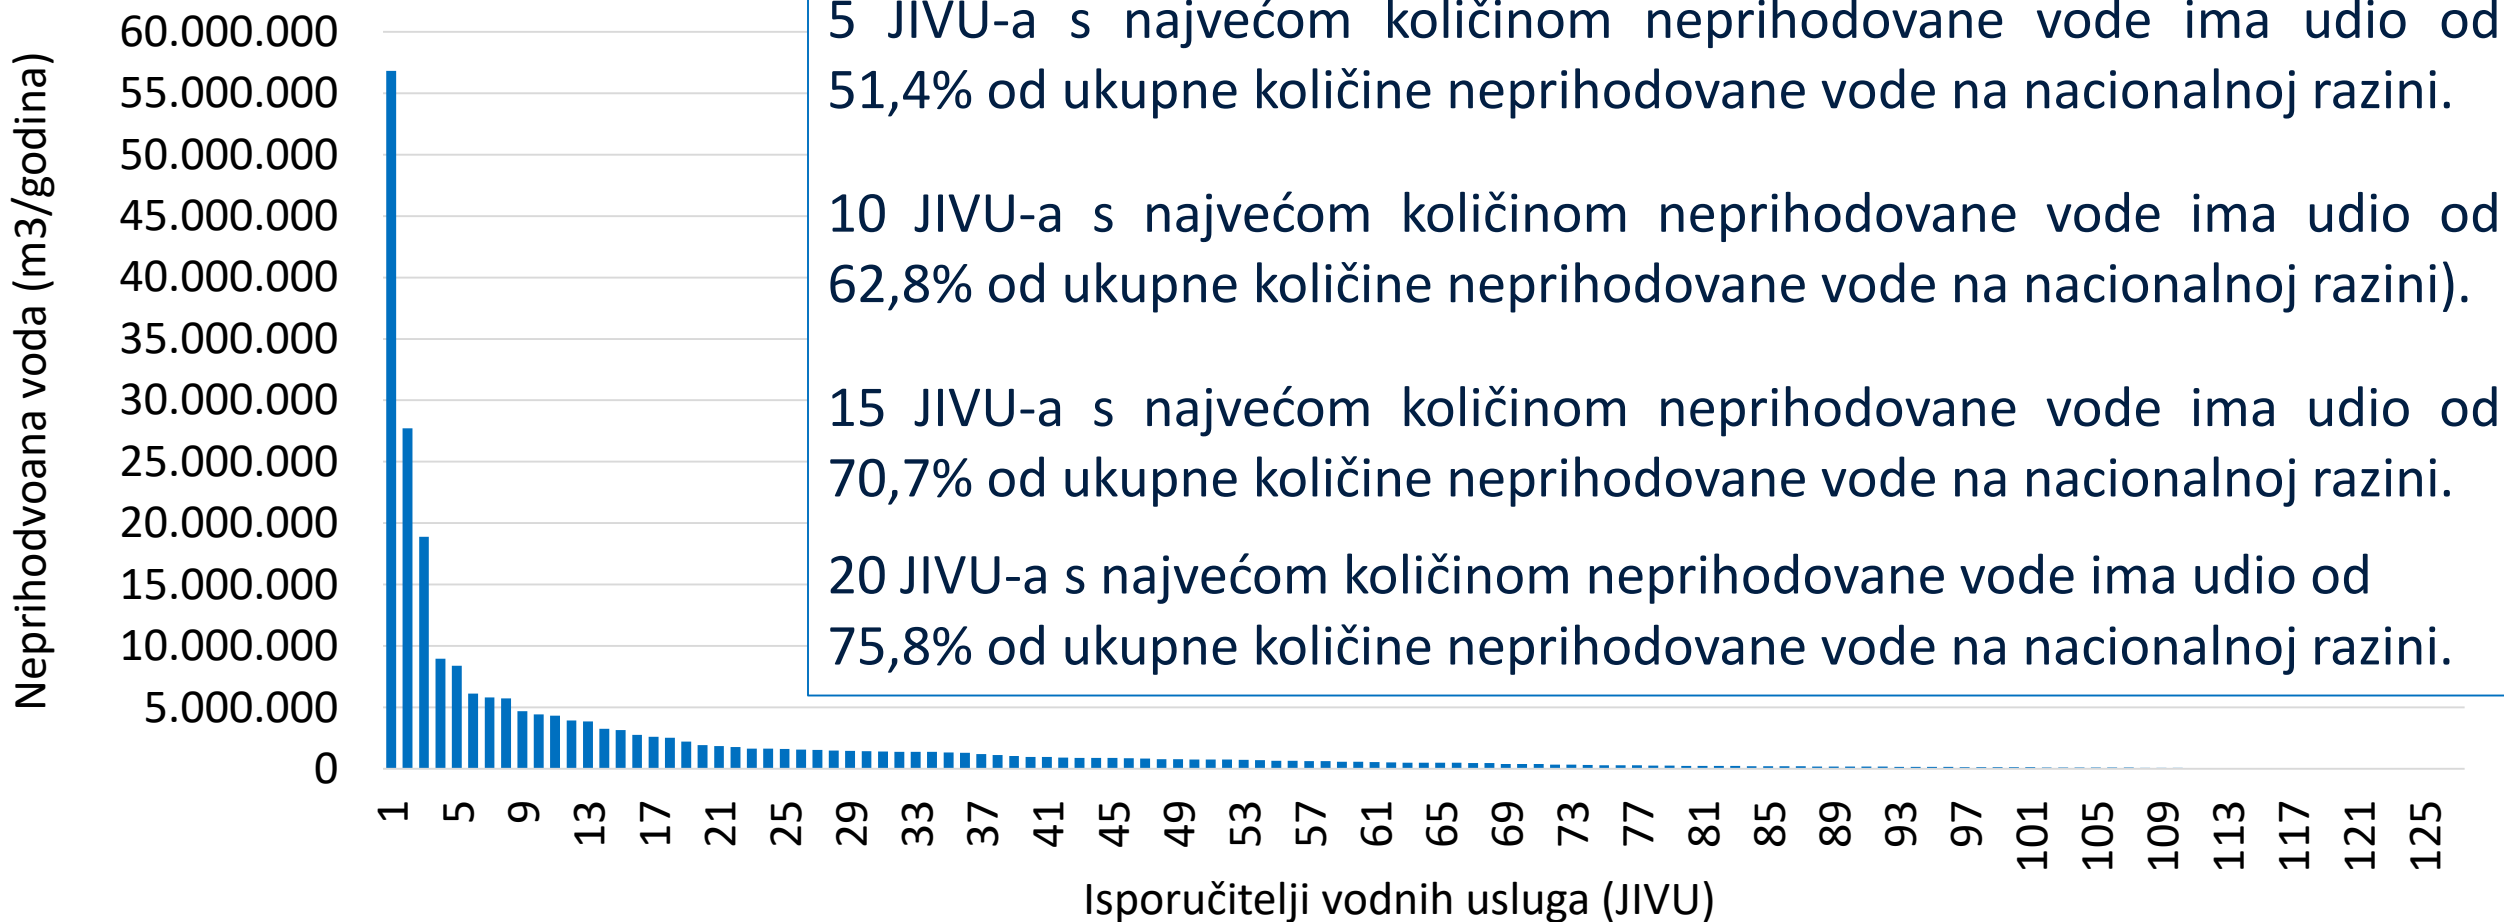 5 JIVU-a s najvećom količinom neprihodovane vode ima udio od
51,4% od ukupne količine neprihodovane vode na nacionalnoj razini.
10 JIVU-a s najvećom količinom neprihodovane vode ima udio od
62,8% od ukupne količine neprihodovane vode na nacionalnoj razini).
15 JIVU-a s najvećom količinom neprihodovane vode ima udio od
70,7% od ukupne količine neprihodovane vode na nacionalnoj razini.
20 JIVU-a s najvećom količinom neprihodovane vode ima udio od
75,8% od ukupne količine neprihodovane vode na nacionalnoj razini.
Neprihodvoana voda (m3/godina)
60.000.000
55.000.000
50.000.000
45.000.000
40.000.000
35.000.000
30.000.000
25.000.000
20.000.000
15.000.000
10.000.000
5.000.000
0
1 5 9 13 17 21 25 29 33 37 41 45 49 53 57 61 65 69 73 77 81 85 89 93 97 101 105 109 113 117 121 125
Isporučitelji vodnih usluga (JIVU)